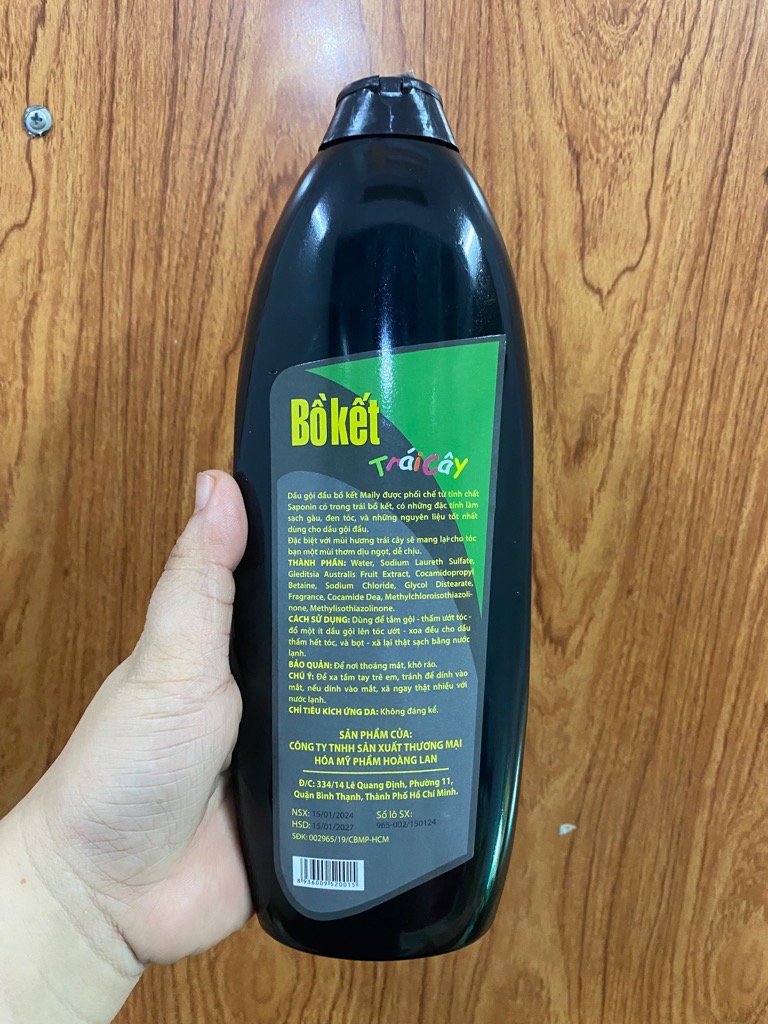 Bồ kết
Trái Cây
Dầu gội đầu bồ kết Maily được phối chế từ tinh chất
Saponin có trong trái bồ kết, có những đặc tính làm
sạch gàu, đen tóc, và những nguyên liệu tốt nhất
dùng cho dầu gội đầu.
Đặc biệt với mùi hương trái cây sẽ mang lại cho tóc
bạn một mùi thơm dịu ngọt, dễ chịu.
THÀNH PHẦN: Water, Sodium Laureth Sulfate,
Gleditsia Australis Fruit Extract, Cocamidopropyl
Betaine, Sodium Chloride, Glycol Distearate,
Fragrance, Cocamide Dea, Methylchloroisothiazoli-
none, Methylisothiazolinone.
CÁCH SỬ DỤNG: Dùng để tắm gội - thấm ướt tóc -
đổ một ít dầu gội lên tóc ướt - xoa đều cho dầu
thấm hết tóc, và bọt - xả lại thật sạch bằng nước
lạnh.
BẢO QUẢN: Để nơi thoáng mát, khô ráo.
CHÚ Ý: Để xa tầm tay trẻ em, tránh để dính vào
mắt, nếu dính vào mắt, xả ngay thật nhiều với
nước lạnh.
CHỈ TIÊU KÍCH ỨNG DA: Không đáng kể.
SẢN PHẨM CỦA:
CÔNG TY TNHH SẢN XUẤT THƯƠNG MẠI
HÓA MỸ PHẨM HOÀNG LAN
Đ/C: 334/14 Lê Quang Định, Phường 11,
Quận Bình Thạnh, Thành Phố Hồ Chí Minh.
NSX: 15/01/2024 Số lô SX:
HSD: 15/01/2027 965-002/150124
SĐK: 002965/19/CBMP-HCM
8 936009 520015